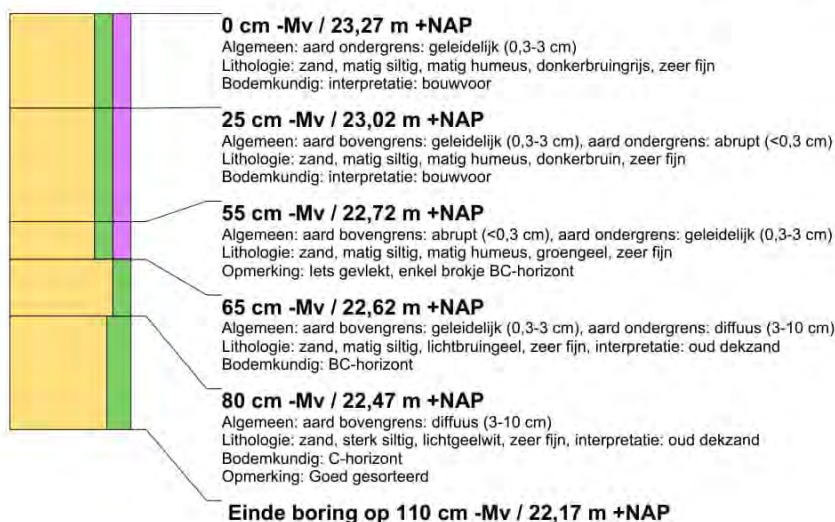 0 cm -Mv / 23,27 m +NAP
Algemeen: aard ondergrens: geleidelijk (0,3-3 cm)
Lithologie: zand, matig siltig, matig humeus, donkerbruingrijs, zeer fijn
Bodemkundig: interpretatie: bouwvoor
25 cm -Mv / 23,02 m +NAP
Algemeen: aard bovengrens: geleidelijk (0,3-3 cm), aard ondergrens: abrupt (<0,3 cm)
Lithologie: zand, matig siltig, matig humeus, donkerbruin, zeer fijn
Bodemkundig: interpretatie: bouwvoor
55 cm -Mv / 22,72 m +NAP
Algemeen: aard bovengrens: abrupt (<0,3 cm), aard ondergrens: geleidelijk (0,3-3 cm)
Lithologie: zand, matig siltig, matig humeus, groengeel, zeer fijn
Opmerking: Iets gevlekt, enkel brokje BC-horizont
65 cm -Mv / 22,62 m +NAP
Algemeen: aard bovengrens: geleidelijk (0,3-3 cm), aard ondergrens: diffuus (3-10 cm)
Lithologie: zand, matig siltig, lichtbruingeel, zeer fijn, interpretatie: oud dekzand
Bodemkundig: BC-horizont
80 cm -Mv / 22,47 m +NAP
Algemeen: aard bovengrens: diffuus (3-10 cm)
Lithologie: zand, sterk siltig, lichtgeelwit, zeer fijn, interpretatie: oud dekzand
Bodemkundig: C-horizont
Opmerking: Goed gesorteerd
Einde boring op 110 cm -Mv / 22,17 m +NAP